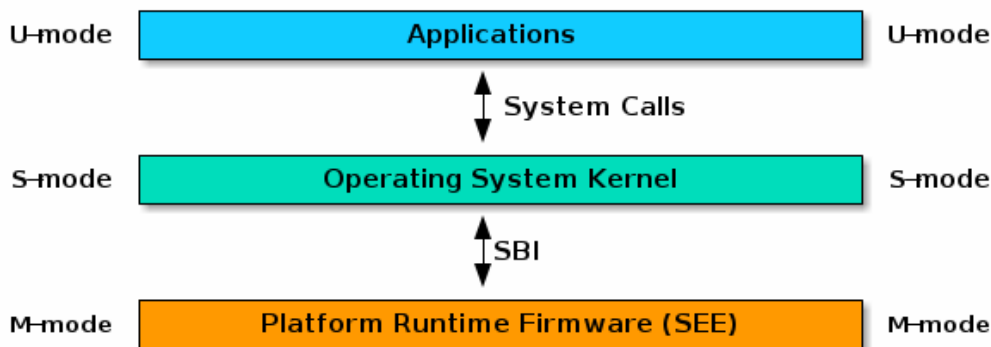 U-mode Applications U-mode
System Calls
S-mode Operating System Kernel S-mode
SBI
M-mode Platform Runtime Firmware (SEE) M-mode